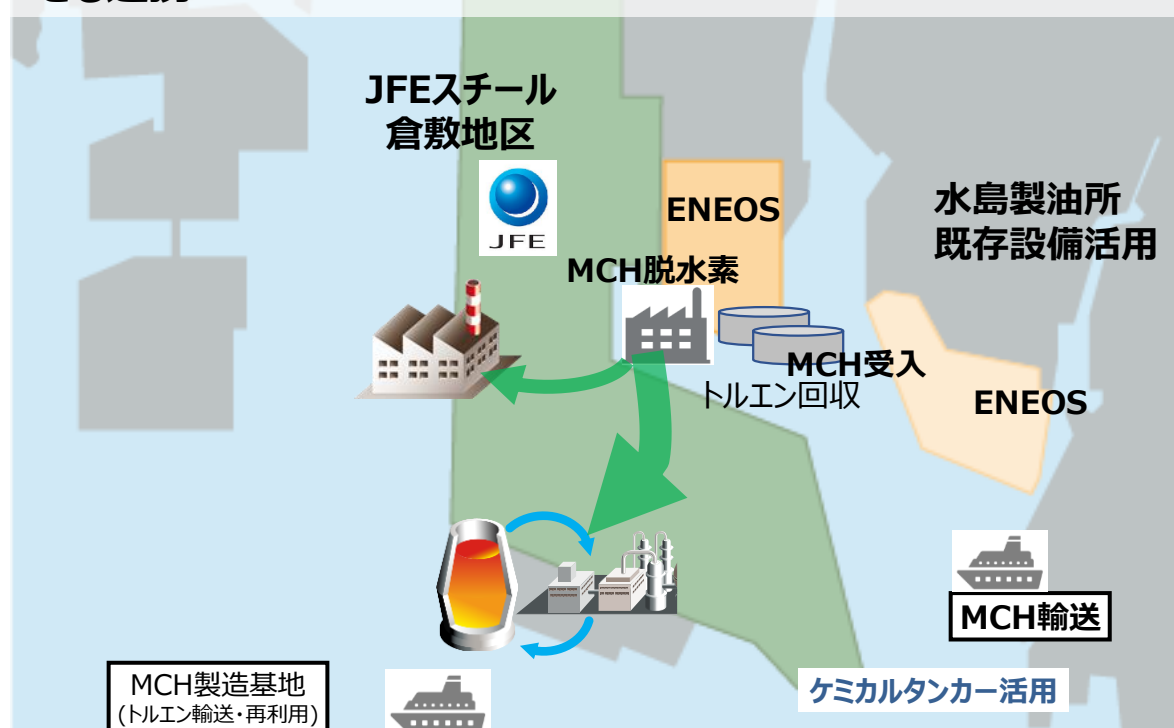 JFEスチール
倉敷地区
JFE
ENEOS
水島製油所
既存設備活用
MCH脱水素
MCH受入
トルエン回収
ENEOS
MCH輸送
ケミカルタンカー活用
MCH製造基地
(トルエン輸送・再利用)